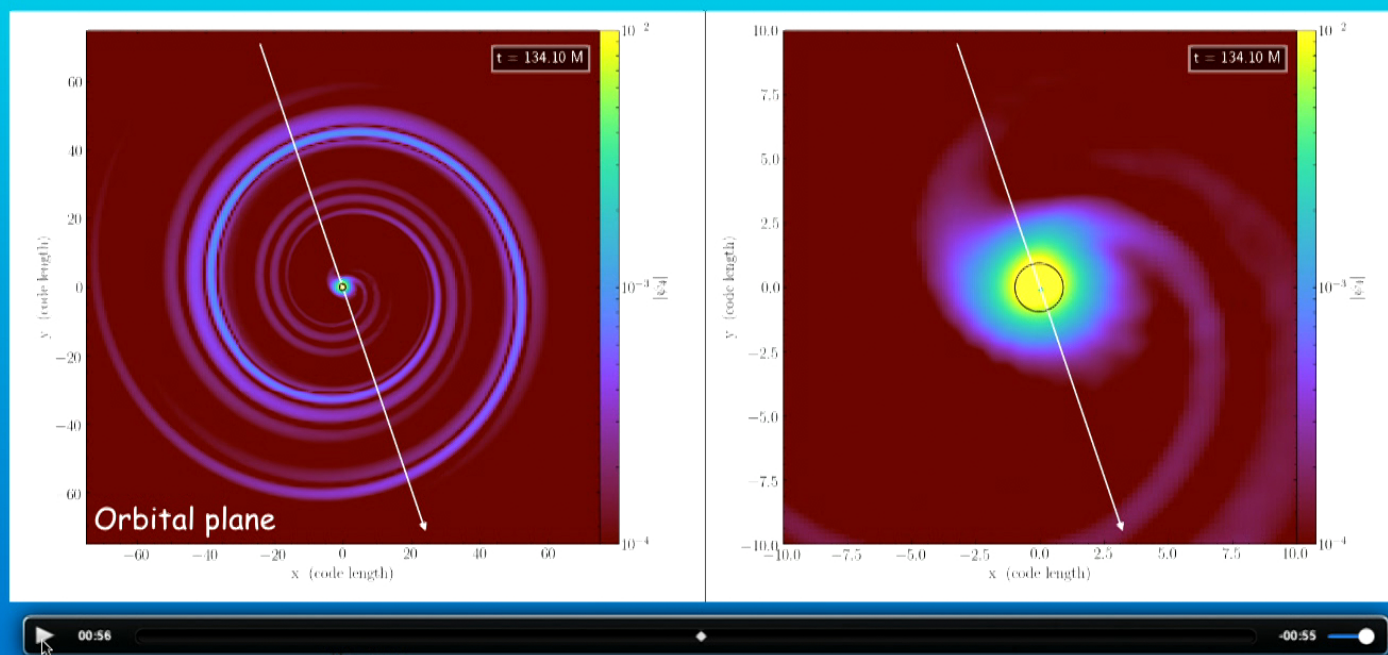 t = 134.10 M
10⁻²
60
40
20
0
−20
−40
−60
y (code length)
10⁻³
|ψ4|
10⁻⁴
Orbital plane
−60 −40 −20 0 20 40 60
x (code length)
t = 134.10 M
10⁻²
10.0
7.5
5.0
2.5
0.0
−2.5
−5.0
−7.5
−10.0
y (code length)
10⁻³
|ψ4|
10⁻⁴
−10.0 −7.5 −5.0 −2.5 0.0 2.5 5.0 7.5 10.0
x (code length)
00:56 -00:55